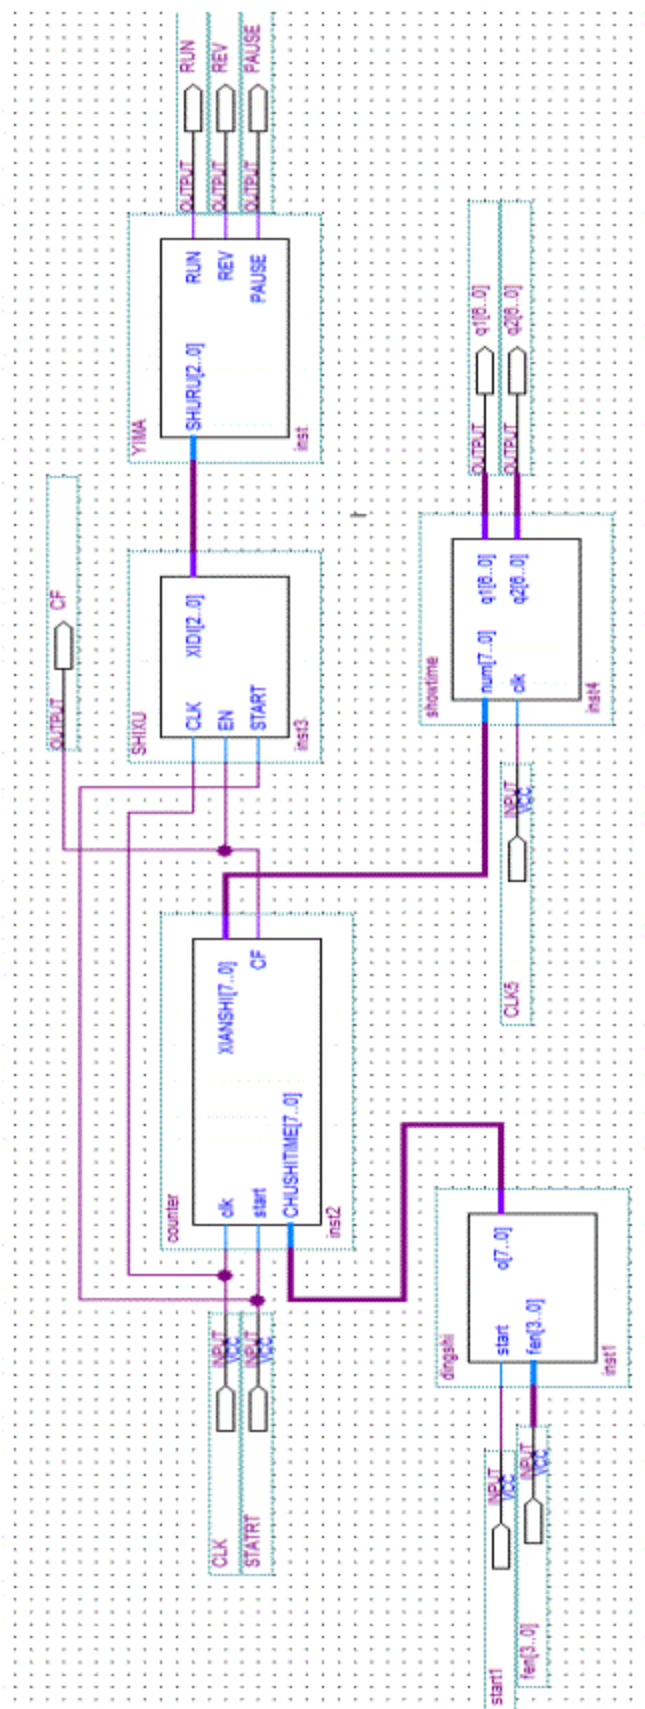 CF
OUTPUT
YIMA
SHURU[2..0]
RUN
REV
PAUSE
inst
OUTPUT
RUN
OUTPUT
REV
OUTPUT
PAUSE
SHIXU
CLK
EN
START
XIDI[2..0]
inst3
counter
clk
start
CHUSHITIME[7..0]
XIANSHI[7..0]
CF
inst2
CLK
INPUT
VCC
STATRT
INPUT
VCC
showtime
num[7..0]
clk
q1[6..0]
q2[6..0]
inst4
OUTPUT
q1[6..0]
OUTPUT
q2[6..0]
CLK5
INPUT
VCC
dingshi
start
fen[3..0]
o[7..0]
inst1
start1
INPUT
VCC
fen[3..0]
INPUT
VCC